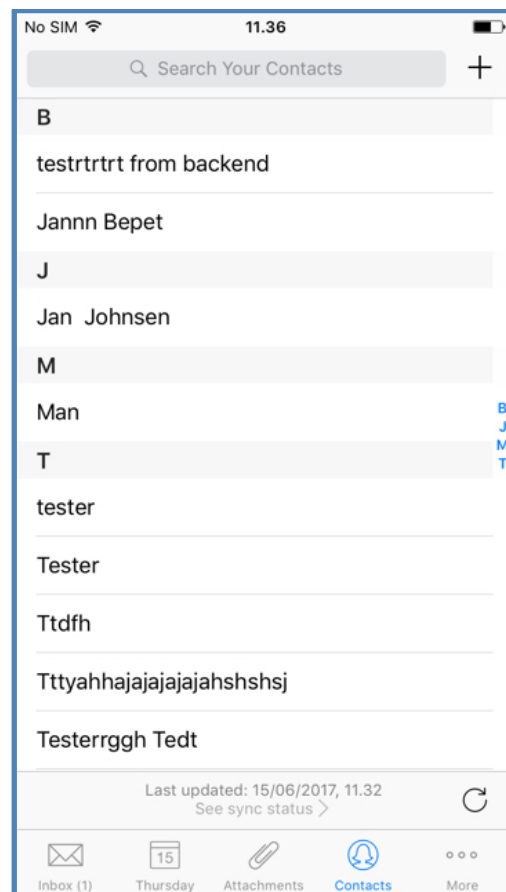 No SIM 11.36
Search Your Contacts
B
testrtrtrt from backend
Jannn Bepet
J
Jan  Johnsen
M
Man
T
tester
Tester
Ttdfh
Tttyahhajajajajajahshshsj
Testerrggh Tedt
B
J
M
T
Last updated: 15/06/2017, 11.32
See sync status
15
Inbox (1) Thursday Attachments Contacts More